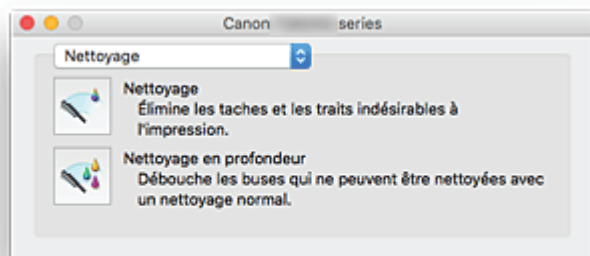 Canon series
Nettoyage
Nettoyage
Élimine les taches et les traits indésirables à
l'impression.
Nettoyage en profondeur
Débouche les buses qui ne peuvent être nettoyées avec
un nettoyage normal.